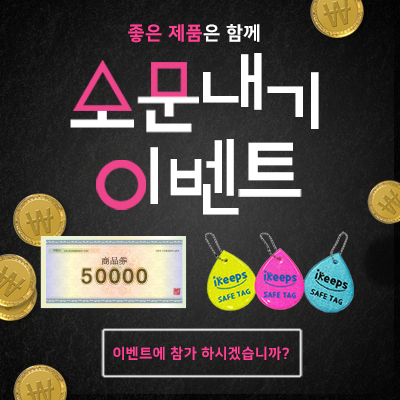 좋은 제품은 함께
소문내기
이벤트
商品券
50000
iKeeps
SAFE TAG
iKeeps
SAFE TAG
iKeeps
SAFE TAG
이벤트에 참가 하시겠습니까?